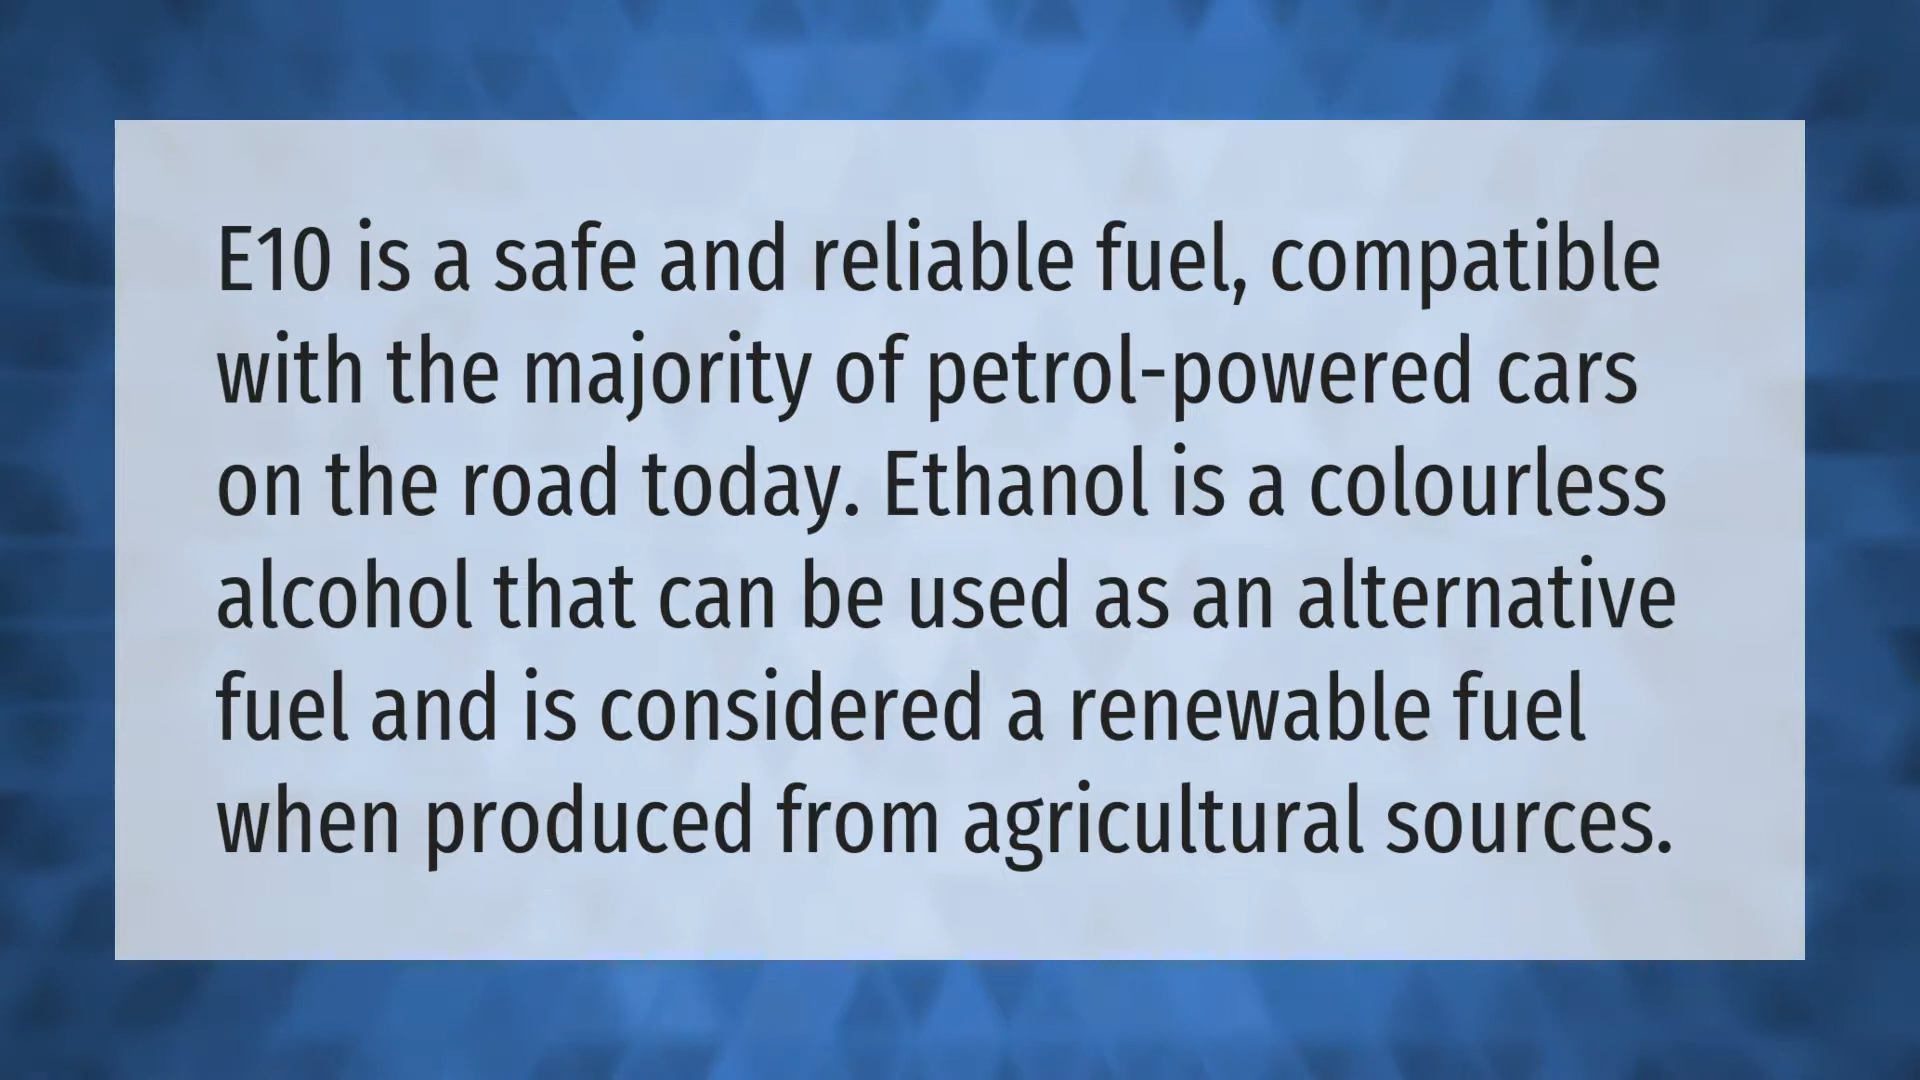 E10 is a safe and reliable fuel, compatible
with the majority of petrol-powered cars
on the road today. Ethanol is a colourless
alcohol that can be used as an alternative
fuel and is considered a renewable fuel
when produced from agricultural sources.